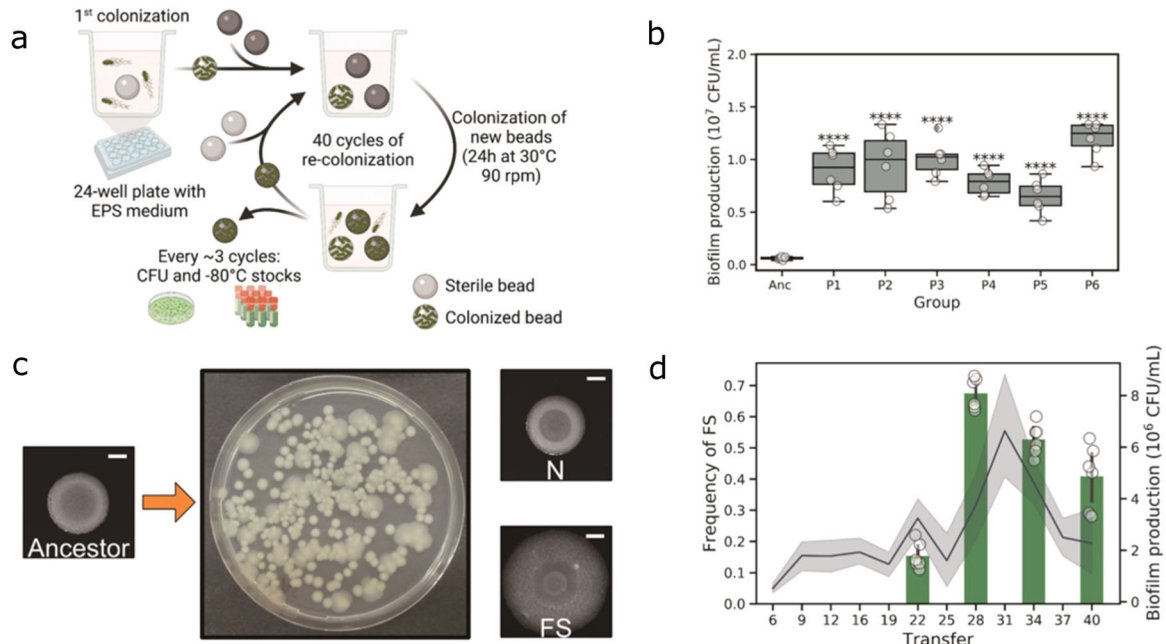 a
1st colonization
24-well plate with
EPS medium
40 cycles of
re-colonization
Colonization of
new beads
(24h at 30°C
90 rpm)
Every ~3 cycles:
CFU and -80°C stocks
Sterile bead
Colonized bead
b
Biofilm production (10⁷ CFU/mL)
2.0
1.5
1.0
0.5
0.0
**** **** **** **** **** ****
Anc P1 P2 P3 P4 P5 P6
Group
c
Ancestor
N
FS
d
Frequency of FS
0.7
0.6
0.5
0.4
0.3
0.2
0.1
0.0
6 9 12 16 19 22 25 28 31 34 37 40
Transfer
8
6
4
2
0
Biofilm production (10⁶ CFU/mL)